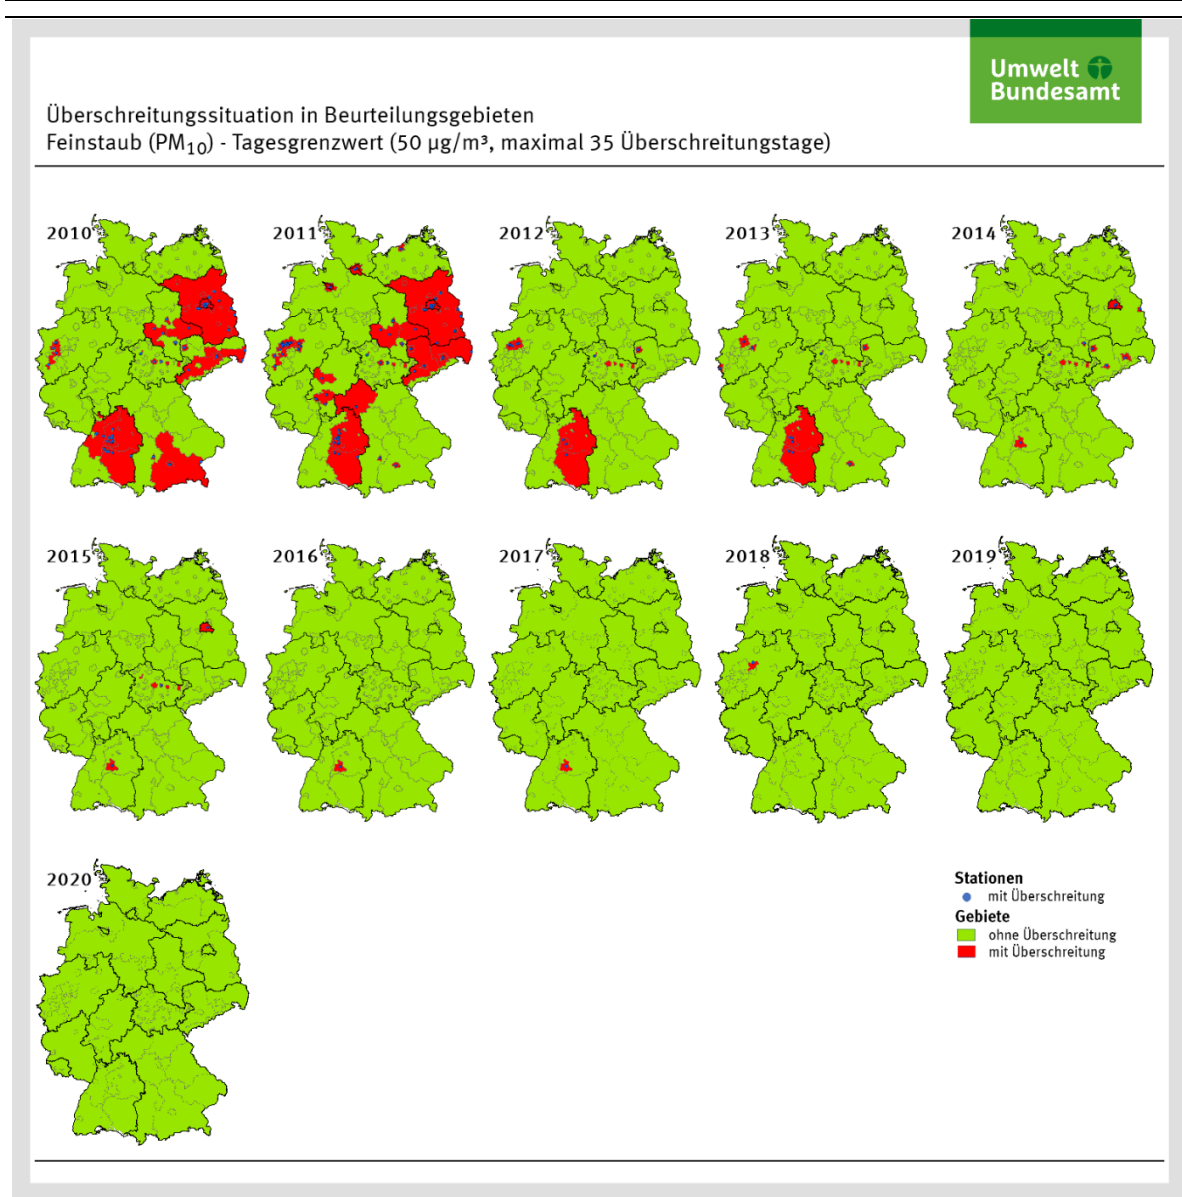 Umwelt
Bundesamt
Überschreitungssituation in Beurteilungsgebieten
Feinstaub (PM10) - Tagesgrenzwert (50 µg/m³, maximal 35 Überschreitungstage)
2010
2011
2012
2013
2014
2015
2016
2017
2018
2019
2020
Stationen
mit Überschreitung
Gebiete
ohne Überschreitung
mit Überschreitung